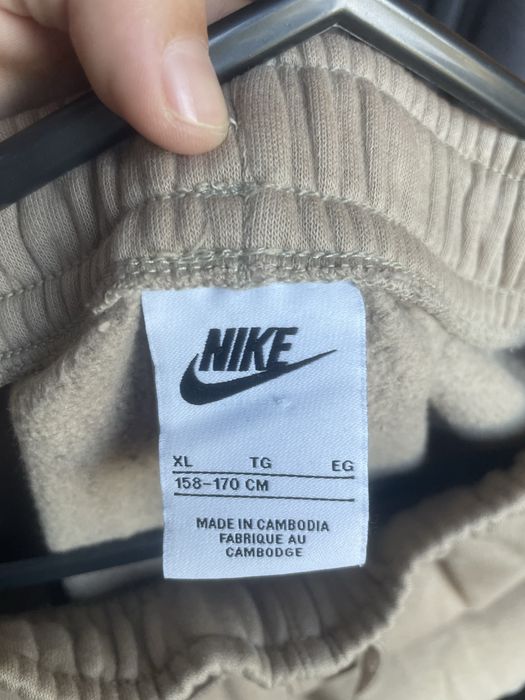 NIKE
XL TG EG
158-170 CM
MADE IN CAMBODIA
FABRIQUE AU
CAMBODGE